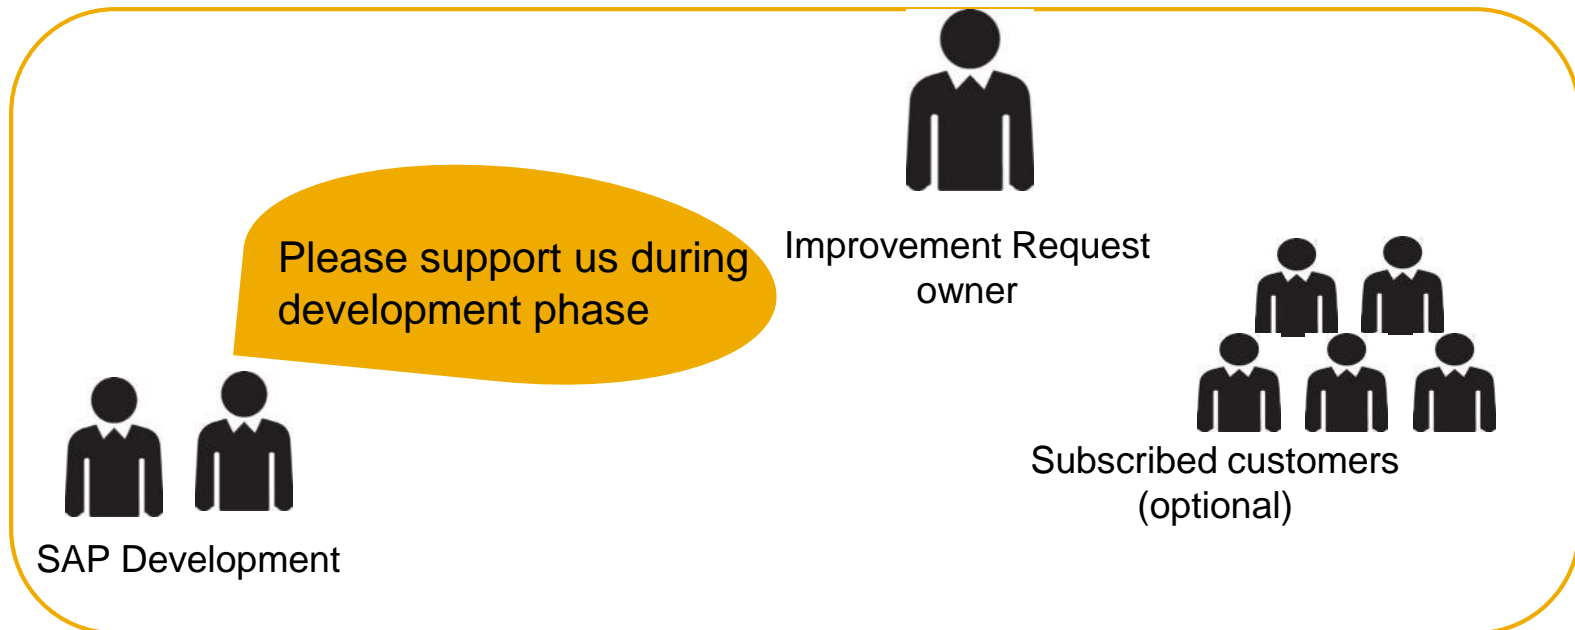 Please support us during
development phase
Improvement Request
owner
Subscribed customers
(optional)
SAP Development